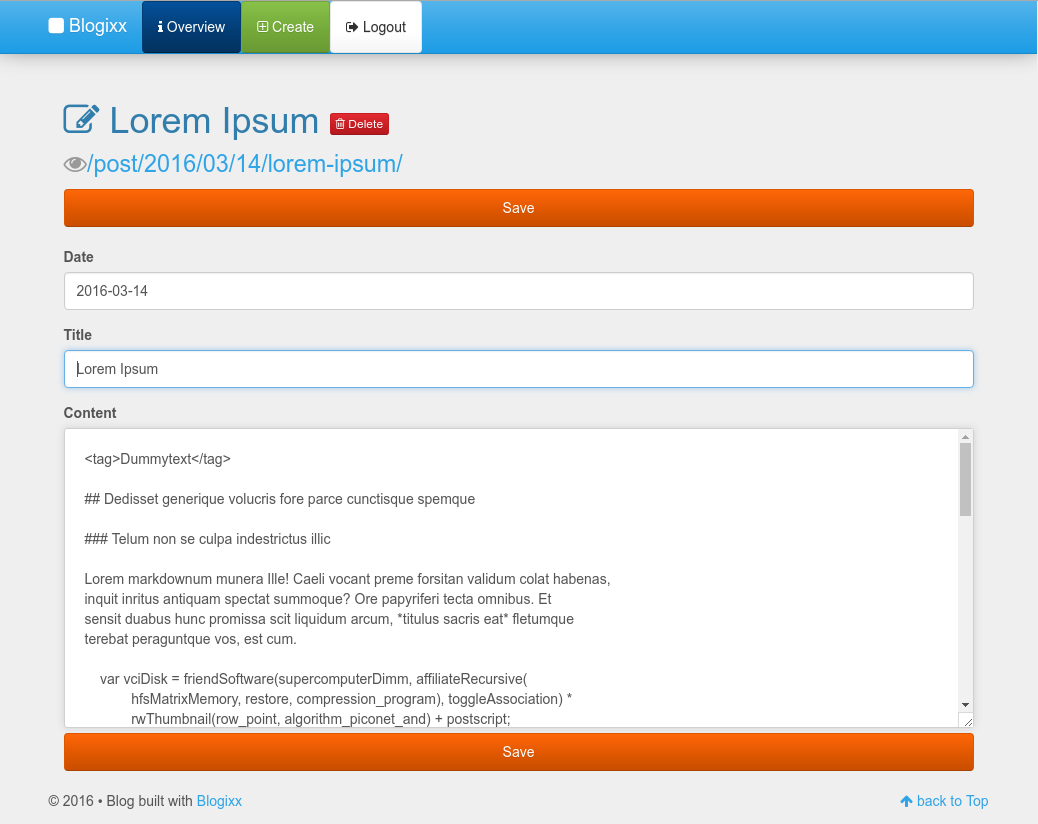 Blogixx
Overview
Create
Logout
Lorem Ipsum
Delete
/post/2016/03/14/lorem-ipsum/
Save
Date
2016-03-14
Title
Lorem Ipsum
Content
<tag>Dummytext</tag>
## Dedisset generique volucris fore parce cunctisque spemque
### Telum non se culpa indestrictus illic
Lorem markdownum munera Ille! Caeli vocant preme forsitan validum colat habenas,
inquit inritus antiquam spectat summoque? Ore papyriferi tecta omnibus. Et
sensit duabus hunc promissa scit liquidum arcum, *titulus sacris eat* fletumque
terebat peraguntque vos, est cum.
var vciDisk = friendSoftware(supercomputerDimm, affiliateRecursive(
hfsMatrixMemory, restore, compression_program), toggleAssociation) *
rwThumbnail(row_point, algorithm_piconet_and) + postscript;
Save
© 2016 • Blog built with Blogixx
back to Top